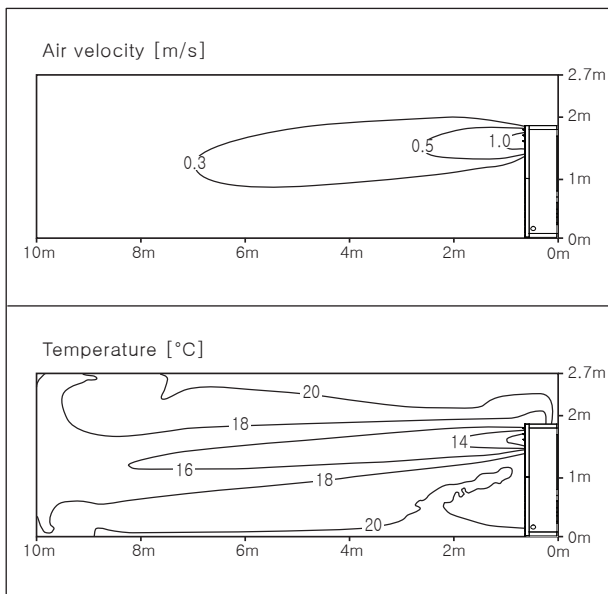 Air velocity [m/s]
2.7m
2m
1.0
0.5
0.3
1m
0m
10m 8m 6m 4m 2m 0m
Temperature [°C]
2.7m
20
2m
18
14
16
18
1m
20
0m
10m 8m 6m 4m 2m 0m